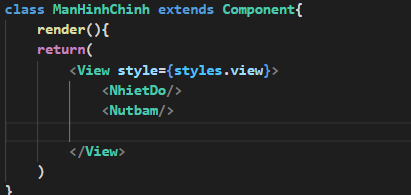 class ManHinhChinh extends Component{
render(){
return(
<View style={styles.view}>
<NhietDo/>
<Nutbam/>
</View>
)
}